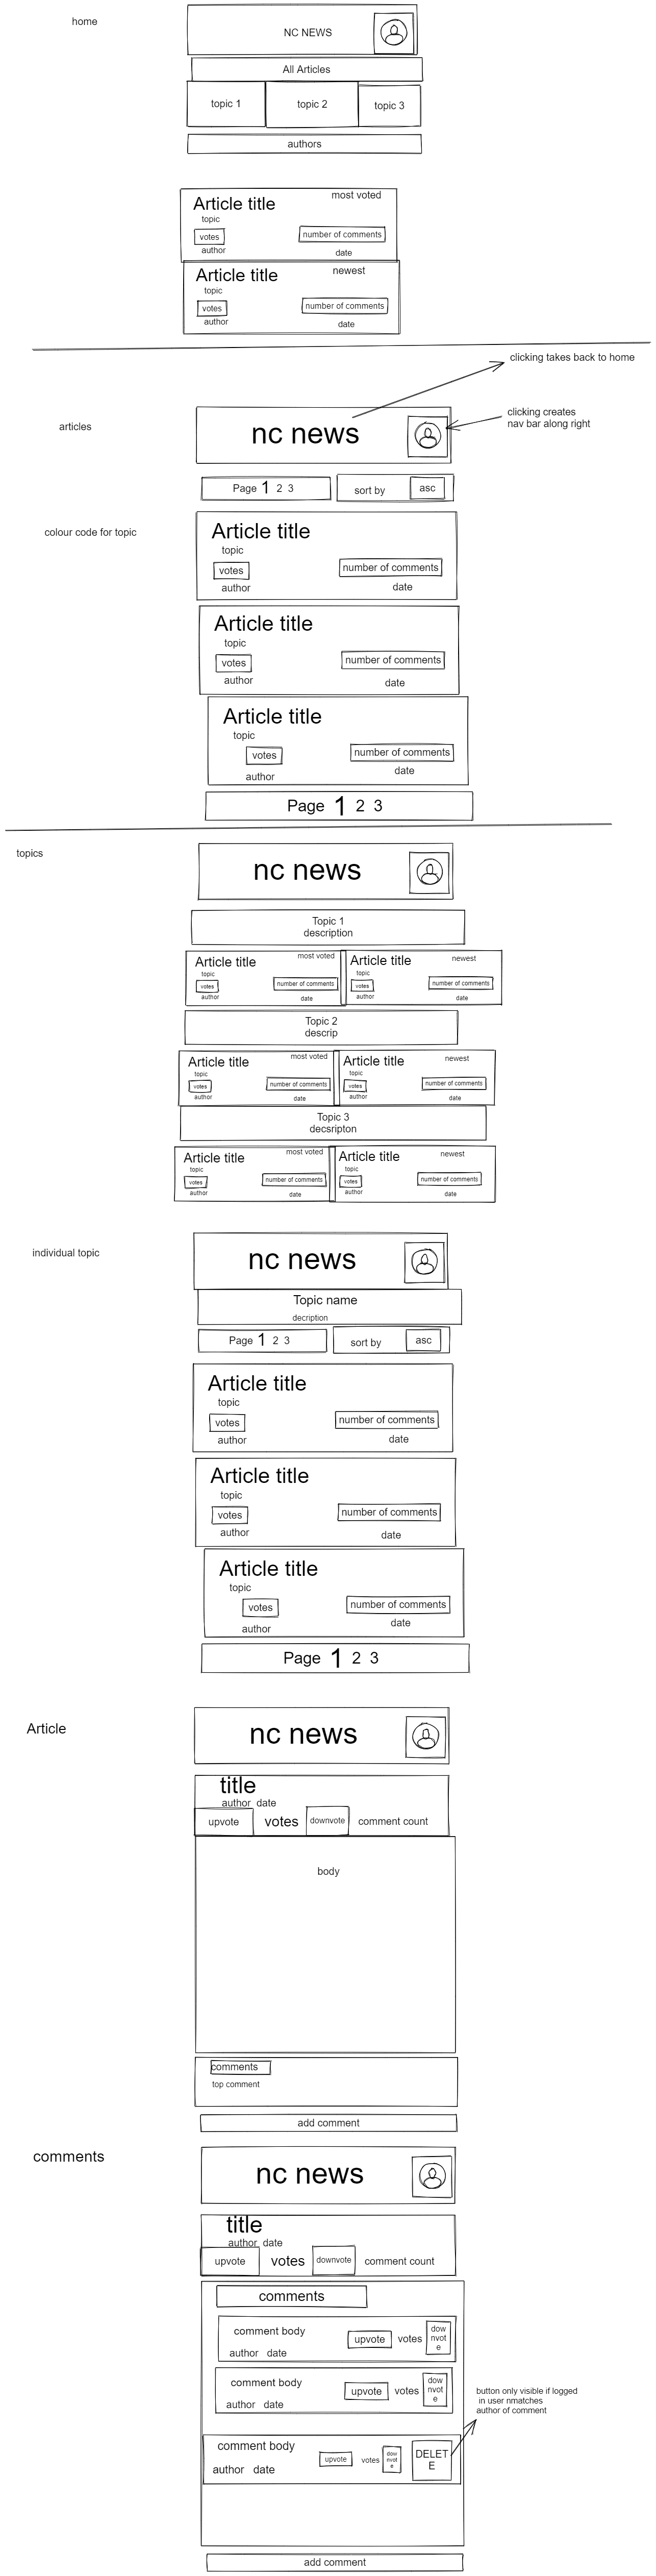 home
NC NEWS
All Articles
topic 1
topic 2
topic 3
authors
Article title
most voted
topic
votes
number of comments
author
date
Article title
newest
topic
votes
number of comments
author
date
clicking takes back to home
articles
nc news
clicking creates
nav bar along right
Page 1 2 3
sort by
asc
colour code for topic
Article title
topic
votes
number of comments
author
date
Article title
topic
votes
number of comments
author
date
Article title
topic
votes
number of comments
author
date
Page 1 2 3
topics
nc news
Topic 1
description
Article title
most voted
topic
votes
number of comments
author
date
Article title
newest
topic
votes
number of comments
author
date
Topic 2
descrip
Article title
most voted
topic
votes
number of comments
author
date
Article title
newest
topic
votes
number of comments
author
date
Topic 3
decsripton
Article title
most voted
topic
votes
number of comments
author
date
Article title
newest
topic
votes
number of comments
author
date
individual topic
nc news
Topic name
decription
Page 1 2 3
sort by
asc
Article title
topic
votes
number of comments
author
date
Article title
topic
votes
number of comments
author
date
Article title
topic
votes
number of comments
author
date
Page 1 2 3
Article
nc news
title
author date
upvote
votes
downvote
comment count
body
comments
top comment
add comment
comments
nc news
title
author date
upvote
votes
downvote
comment count
comments
comment body
upvote
votes
dow
nvot
e
author date
comment body
upvote
votes
dow
nvot
e
author date
button only visible if logged
in user nmatches
author of comment
comment body
upvote
votes
dow
nvot
e
DELET
E
author date
add comment